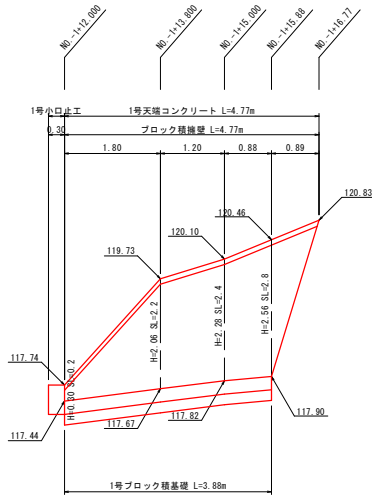 NO.-1+12.000
NO.-1+13.800
NO.-1+15.000
NO.-1+15.88
NO.-1+16.77
1号小口止工
1号天端コンクリート L=4.77m
0.30
ブロック積擁壁 L=4.77m
1.80
1.20
0.88
0.89
120.83
120.46
120.10
119.73
H=2.06 SL=2.2
H=2.28 SL=2.4
H=2.56 SL=2.8
117.74
H=0.30 SL=0.2
117.44
117.67
117.82
117.90
1号ブロック積基礎 L=3.88m